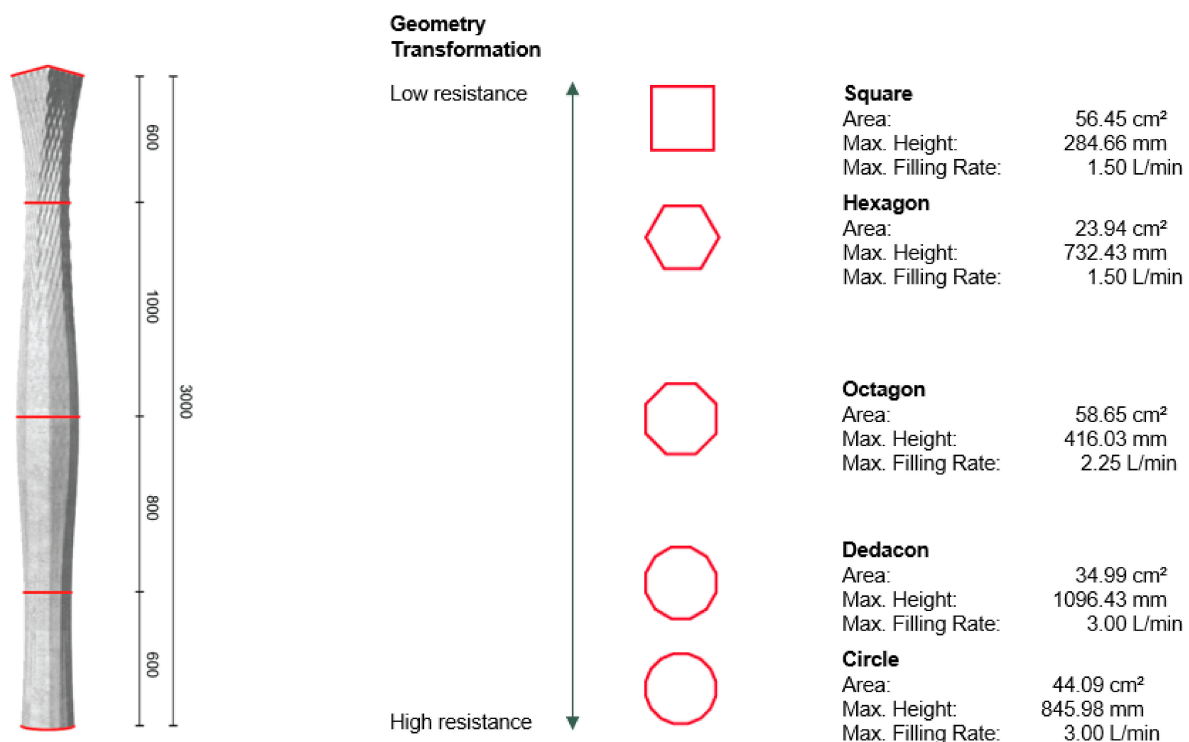 Geometry
Transformation
Low resistance
High resistance
600
1000
800
600
3000
Square
Area: 56.45 cm²
Max. Height: 284.66 mm
Max. Filling Rate: 1.50 L/min
Hexagon
Area: 23.94 cm²
Max. Height: 732.43 mm
Max. Filling Rate: 1.50 L/min
Octagon
Area: 58.65 cm²
Max. Height: 416.03 mm
Max. Filling Rate: 2.25 L/min
Dedacon
Area: 34.99 cm²
Max. Height: 1096.43 mm
Max. Filling Rate: 3.00 L/min
Circle
Area: 44.09 cm²
Max. Height: 845.98 mm
Max. Filling Rate: 3.00 L/min